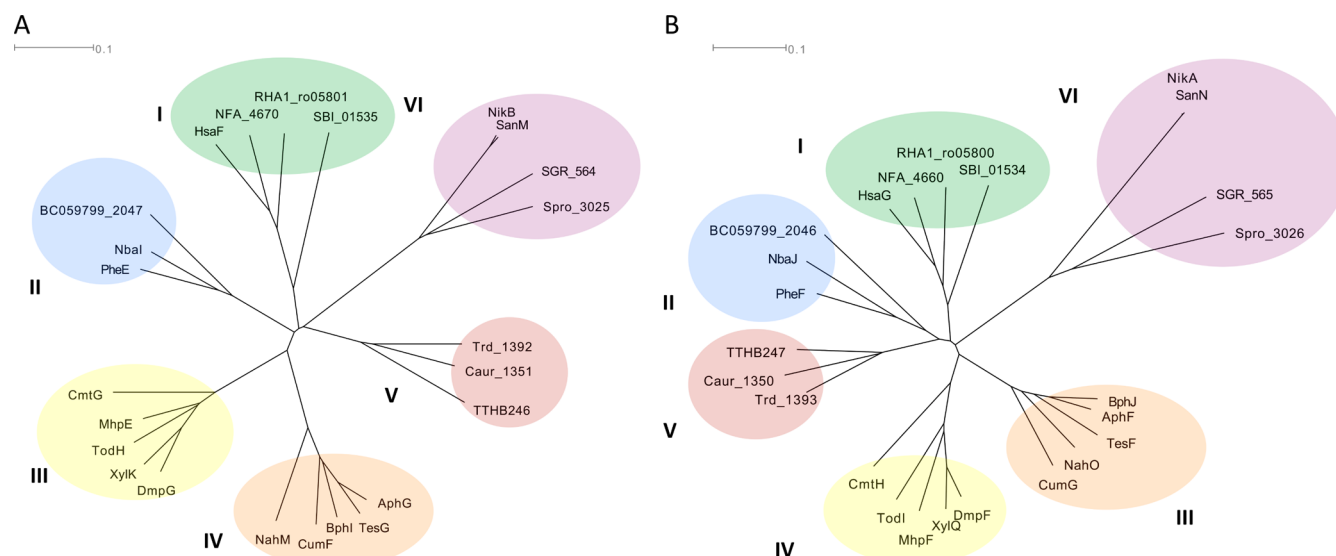 A
0.1
I
VI
RHA1_ro05801
NFA_4670
SBI_01535
HsaF
NikB
SanM
SGR_564
Spro_3025
BC059799_2047
NbaI
PheE
II
Trd_1392
Caur_1351
V
TTHB246
CmtG
MhpE
TodH
XylK
DmpG
III
AphG
BphI
TesG
NahM
CumF
IV
B
0.1
VI
NikA
SanN
I
RHA1_ro05800
NFA_4660
SBI_01534
HsaG
SGR_565
Spro_3026
BC059799_2046
NbaJ
PheF
II
TTHB247
Caur_1350
Trd_1393
V
BphJ
AphF
TesF
NahO
CumG
III
CmtH
TodI
DmpF
XylQ
MhpF
IV